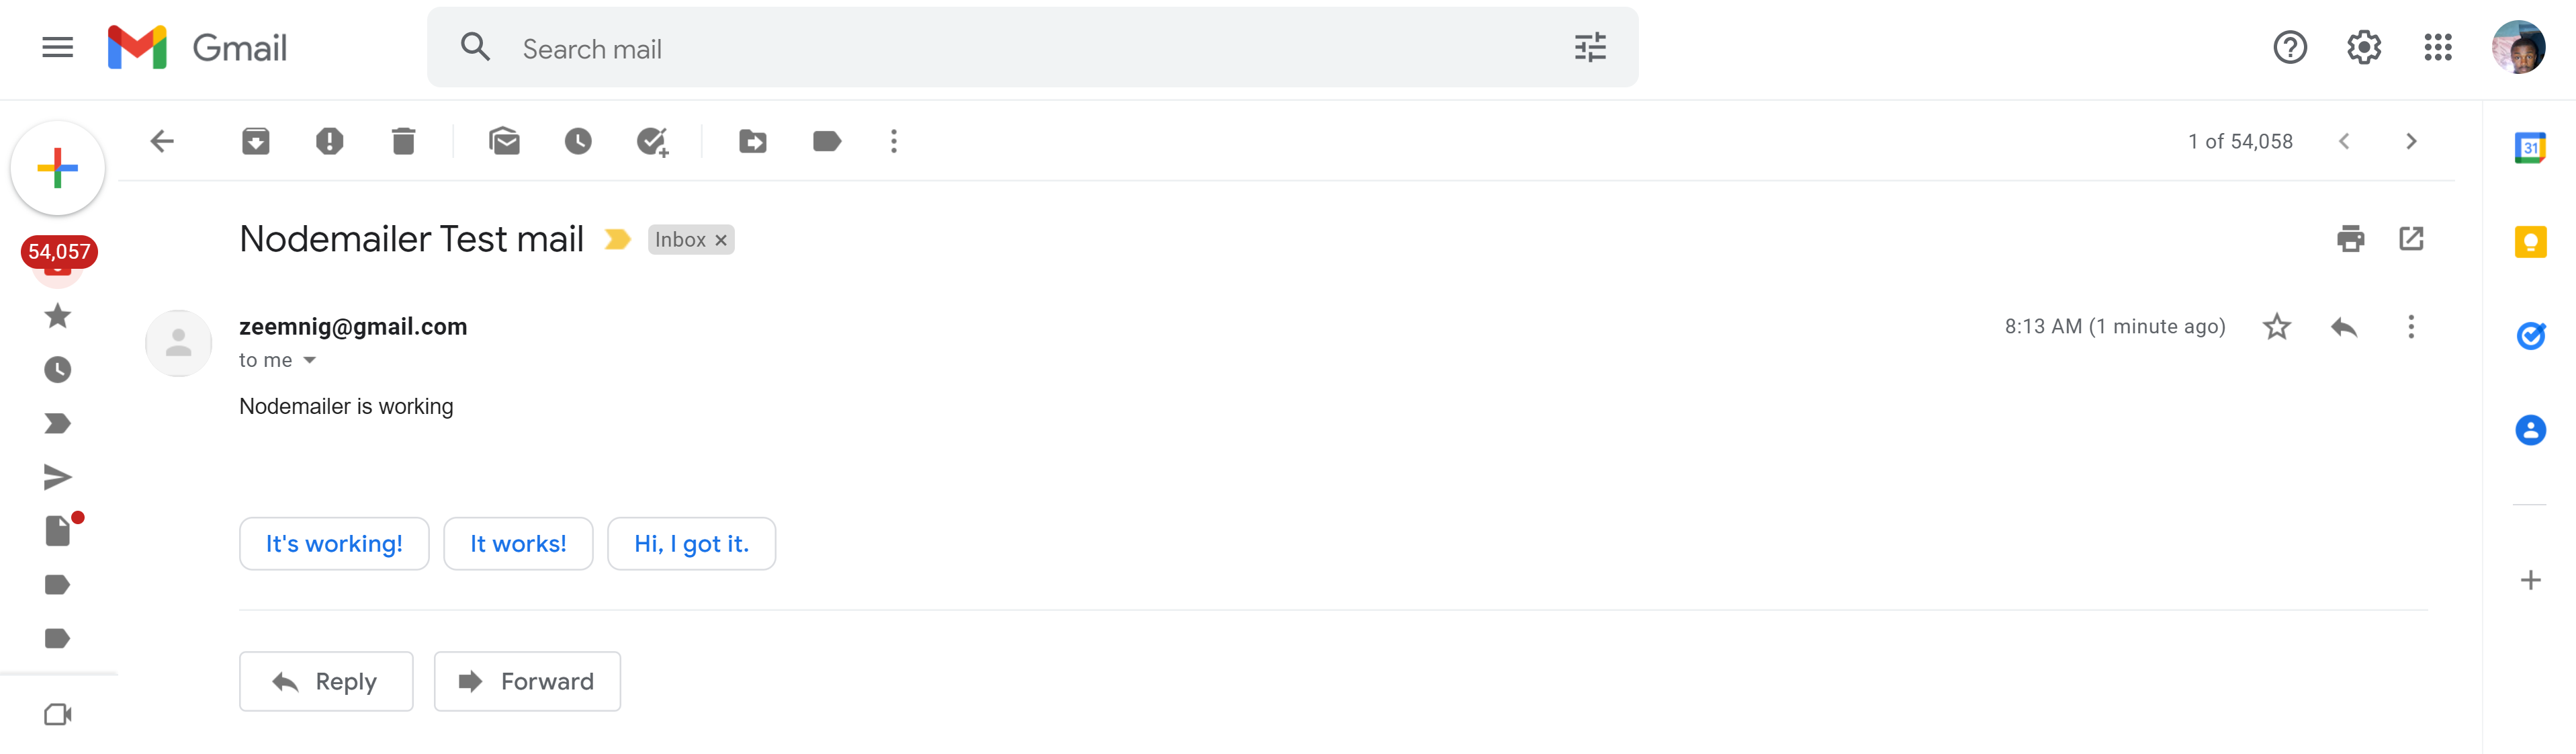 Gmail
Search mail
1 of 54,058
31
54,057
Nodemailer Test mail
Inbox ×
zeemnig@gmail.com
8:13 AM (1 minute ago)
to me
Nodemailer is working
It's working!
It works!
Hi, I got it.
Reply
Forward